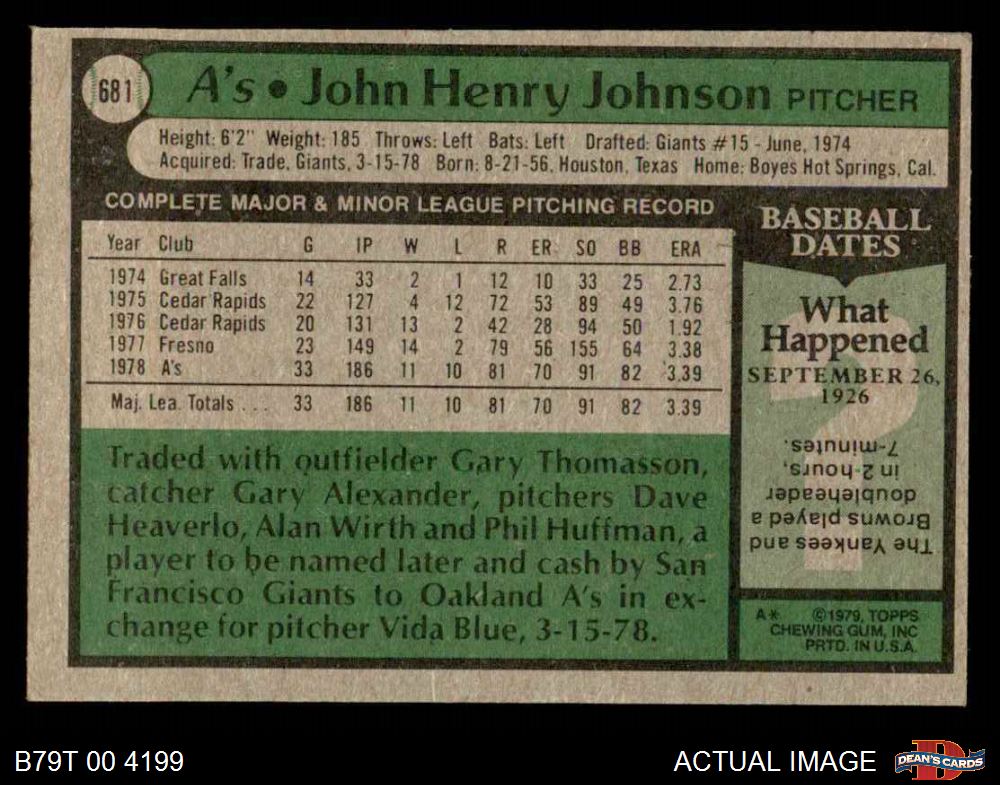 681
A's • John Henry Johnson PITCHER
Height: 6'2" Weight: 185 Throws: Left Bats: Left Drafted: Giants #15 - June, 1974
Acquired: Trade, Giants, 3-15-78 Born: 8-21-56, Houston, Texas Home: Boyes Hot Springs, Cal.
COMPLETE MAJOR & MINOR LEAGUE PITCHING RECORD
Year Club G IP W L R ER SO BB ERA
1974 Great Falls 14 33 2 1 12 10 33 25 2.73
1975 Cedar Rapids 22 127 4 12 72 53 89 49 3.76
1976 Cedar Rapids 20 131 13 2 42 28 94 50 1.92
1977 Fresno 23 149 14 2 79 56 155 64 3.38
1978 A's 33 186 11 10 81 70 91 82 3.39
Maj. Lea. Totals ... 33 186 11 10 81 70 91 82 3.39
Traded with outfielder Gary Thomasson,
catcher Gary Alexander, pitchers Dave
Heaverlo, Alan Wirth and Phil Huffman, a
player to be named later and cash by San
Francisco Giants to Oakland A's in ex-
change for pitcher Vida Blue, 3-15-78.
BASEBALL
DATES
What
Happened
SEPTEMBER 26,
1926
The Yankees and
Browns played a
doubleheader
in 2-hours,
7-minutes.
A* ©1979, TOPPS
CHEWING GUM, INC
PRTD. IN U.S.A.
B79T 00 4199
ACTUAL IMAGE
DEAN'S CARDS